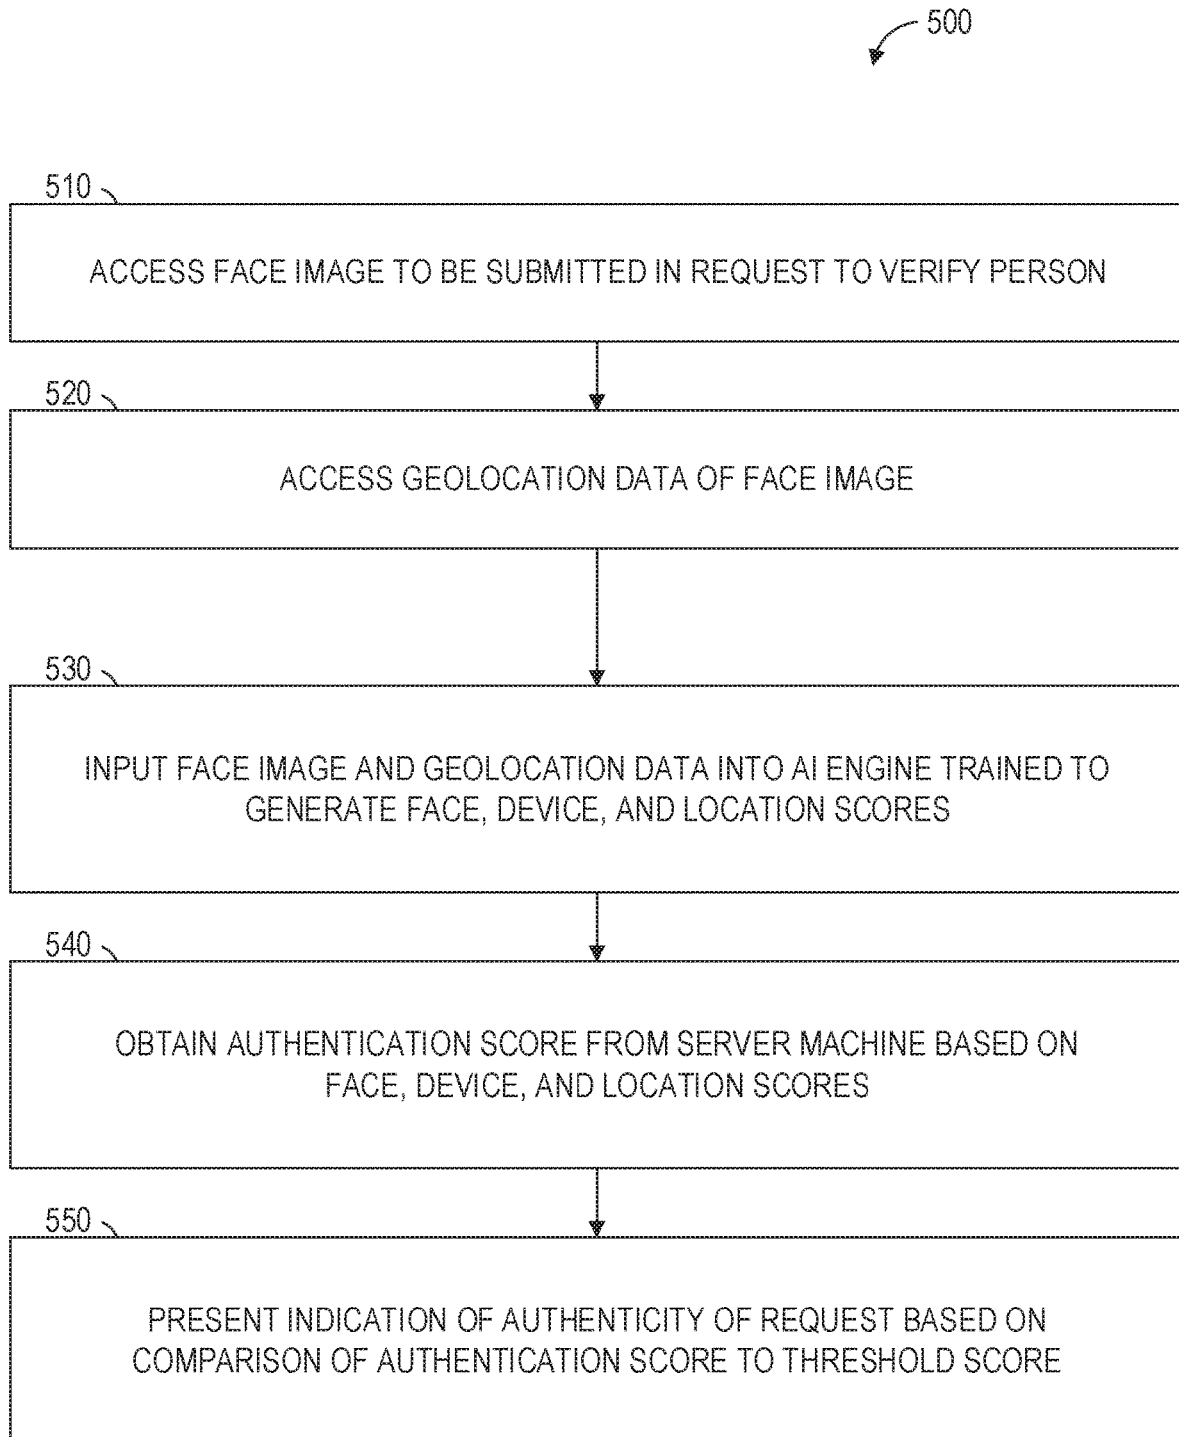 500
510
ACCESS FACE IMAGE TO BE SUBMITTED IN REQUEST TO VERIFY PERSON
520
ACCESS GEOLOCATION DATA OF FACE IMAGE
530
INPUT FACE IMAGE AND GEOLOCATION DATA INTO AI ENGINE TRAINED TO
GENERATE FACE, DEVICE, AND LOCATION SCORES
540
OBTAIN AUTHENTICATION SCORE FROM SERVER MACHINE BASED ON
FACE, DEVICE, AND LOCATION SCORES
550
PRESENT INDICATION OF AUTHENTICITY OF REQUEST BASED ON
COMPARISON OF AUTHENTICATION SCORE TO THRESHOLD SCORE